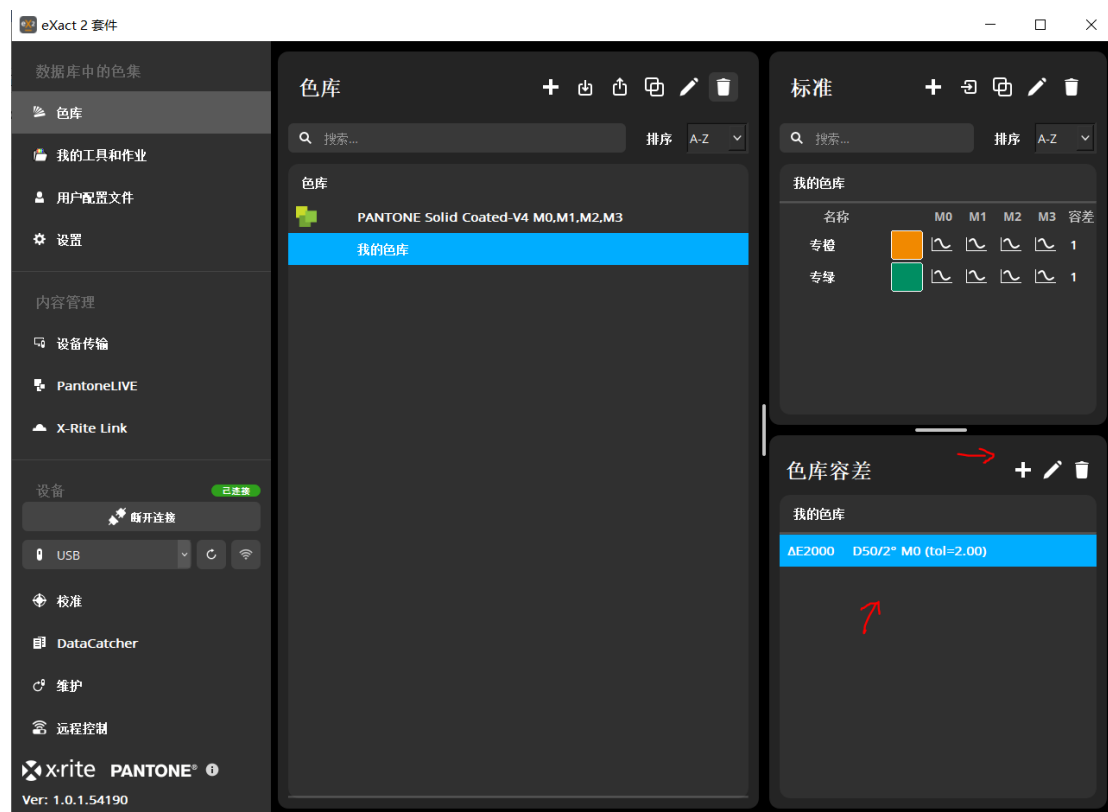 eXact 2 套件
数据库中的色集
色库
我的工具和作业
用户配置文件
设置
内容管理
设备传输
PantoneLIVE
X-Rite Link
设备 已连接
断开连接
USB
校准
DataCatcher
维护
远程控制
x·rite PANTONE®
Ver: 1.0.1.54190
色库
搜索... 排序 A-Z
色库
PANTONE Solid Coated-V4 M0,M1,M2,M3
我的色库
标准
搜索... 排序 A-Z
我的色库
名称 M0 M1 M2 M3 容差
专橙 1
专绿 1
色库容差
我的色库
ΔE2000 D50/2° M0 (tol=2.00)